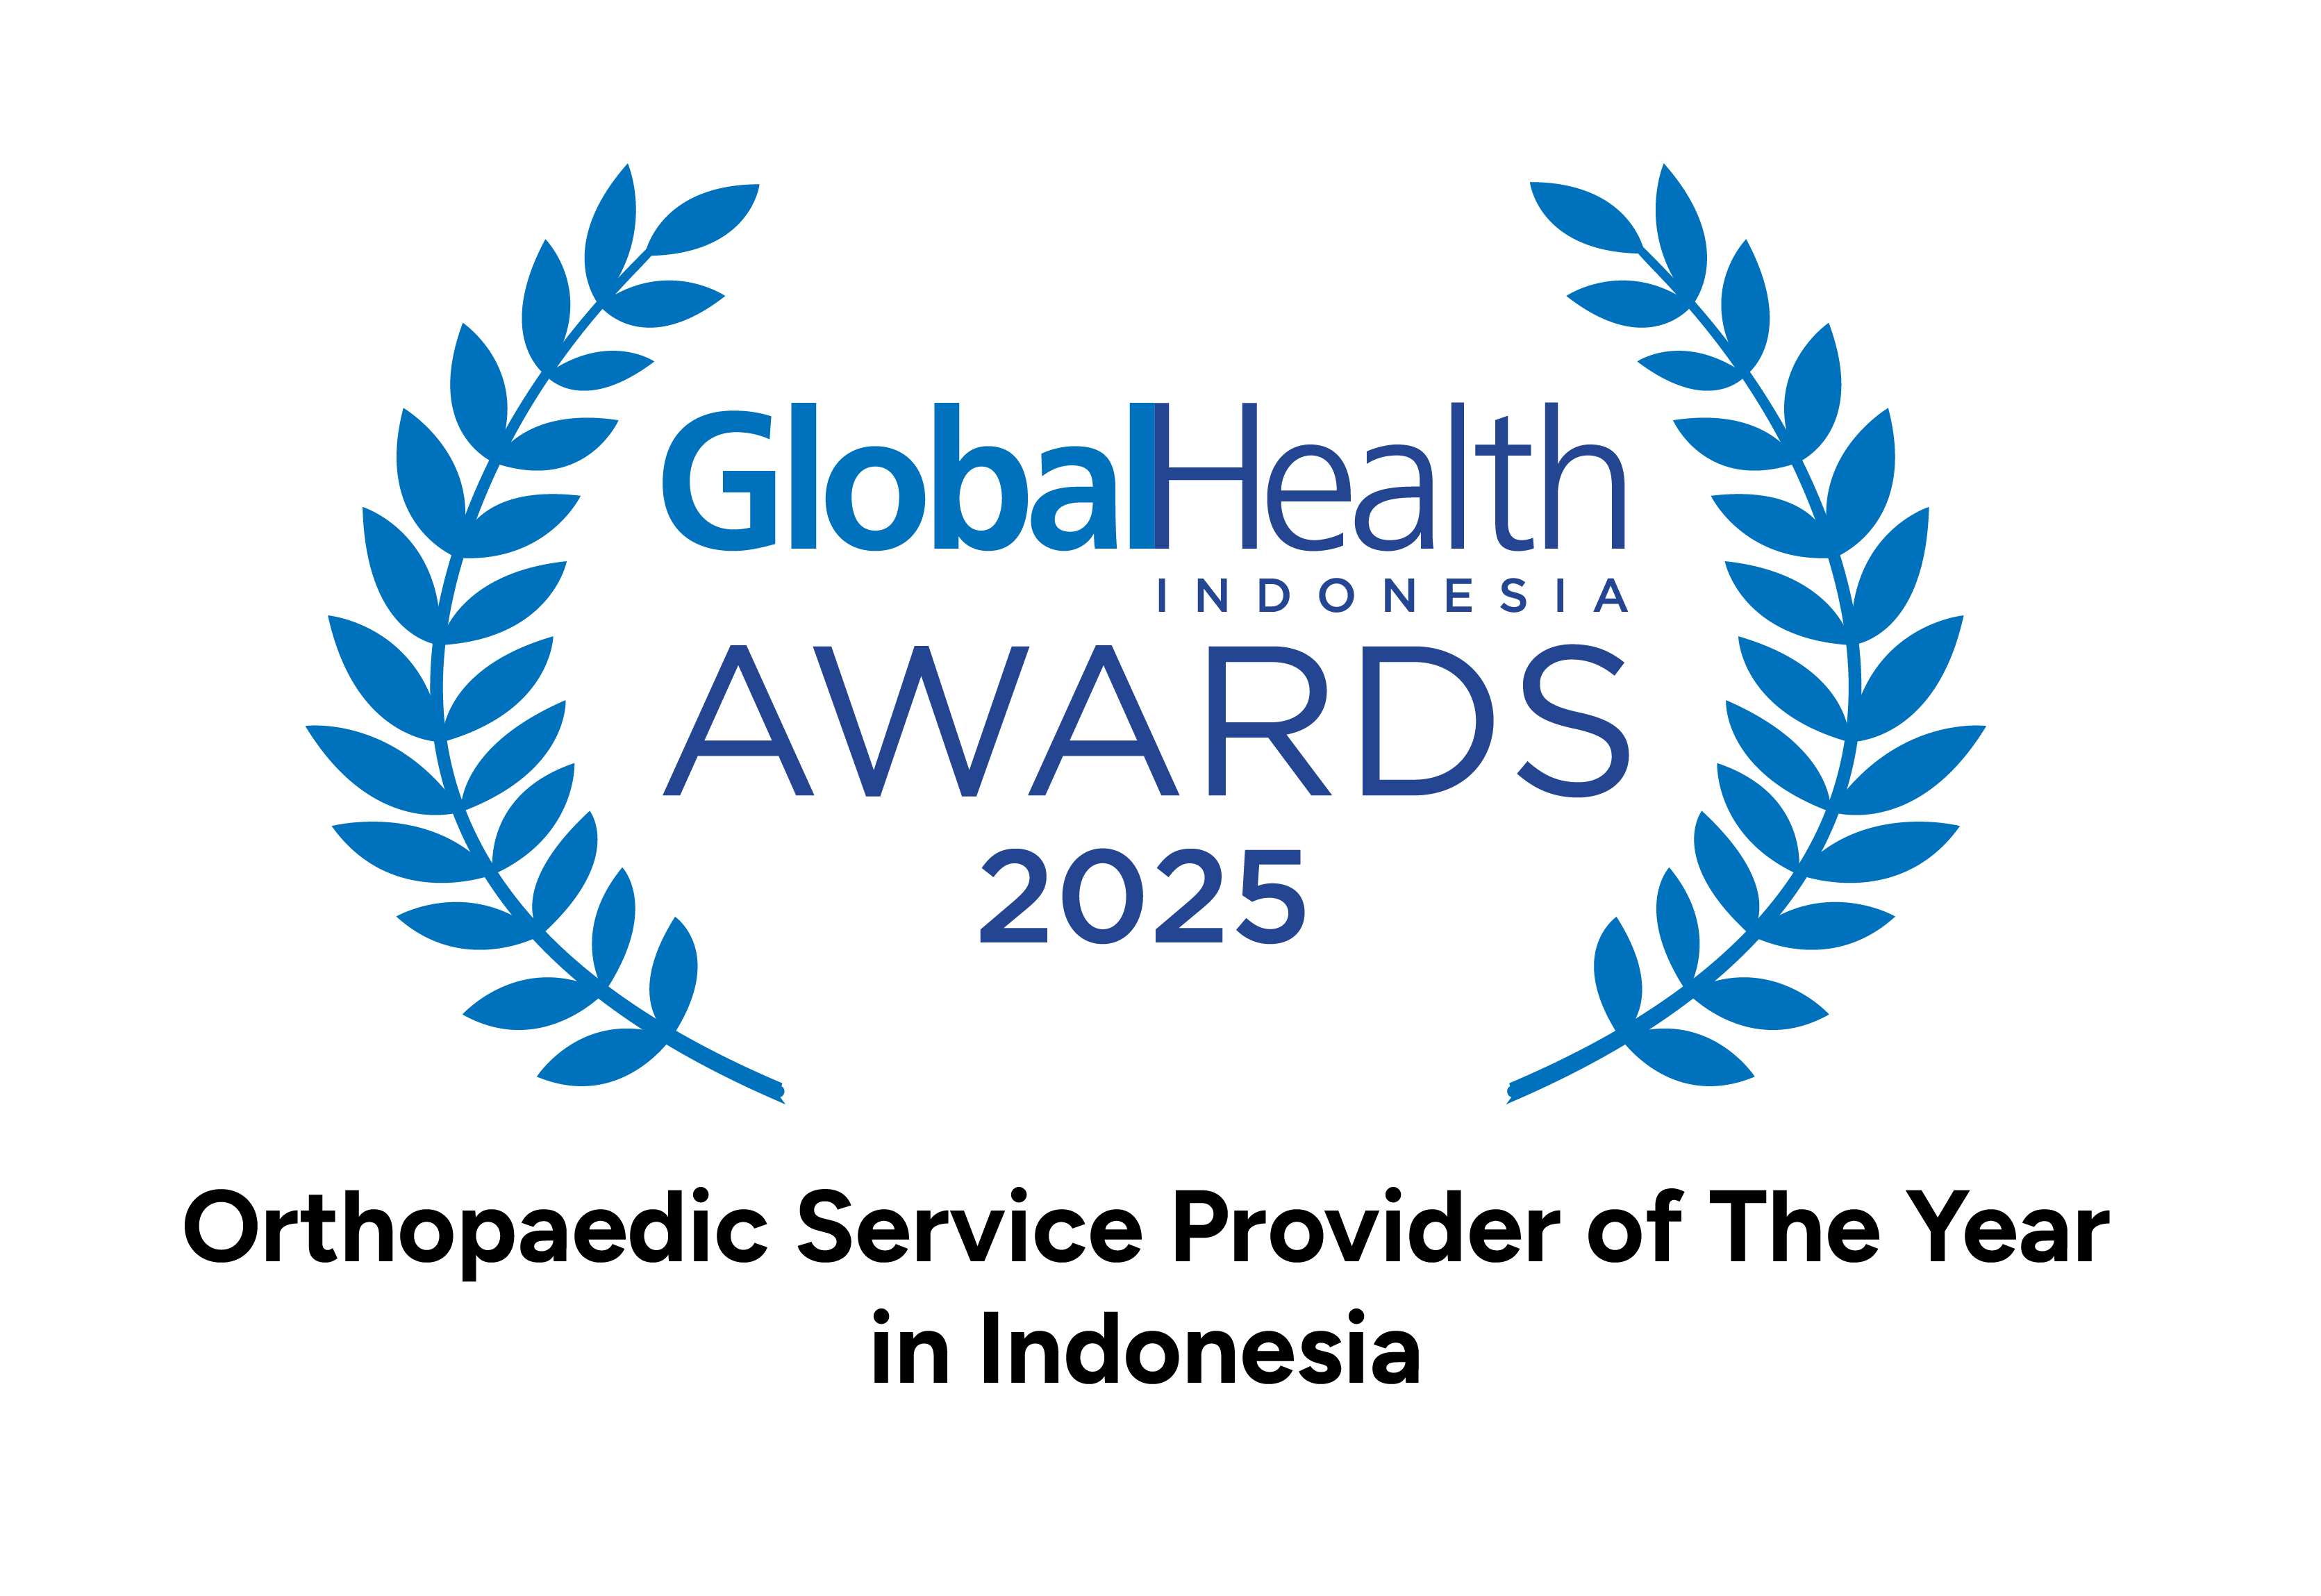 GlobalHealth
INDONESIA
AWARDS
2025
Orthopaedic Service Provider of The Year
in Indonesia